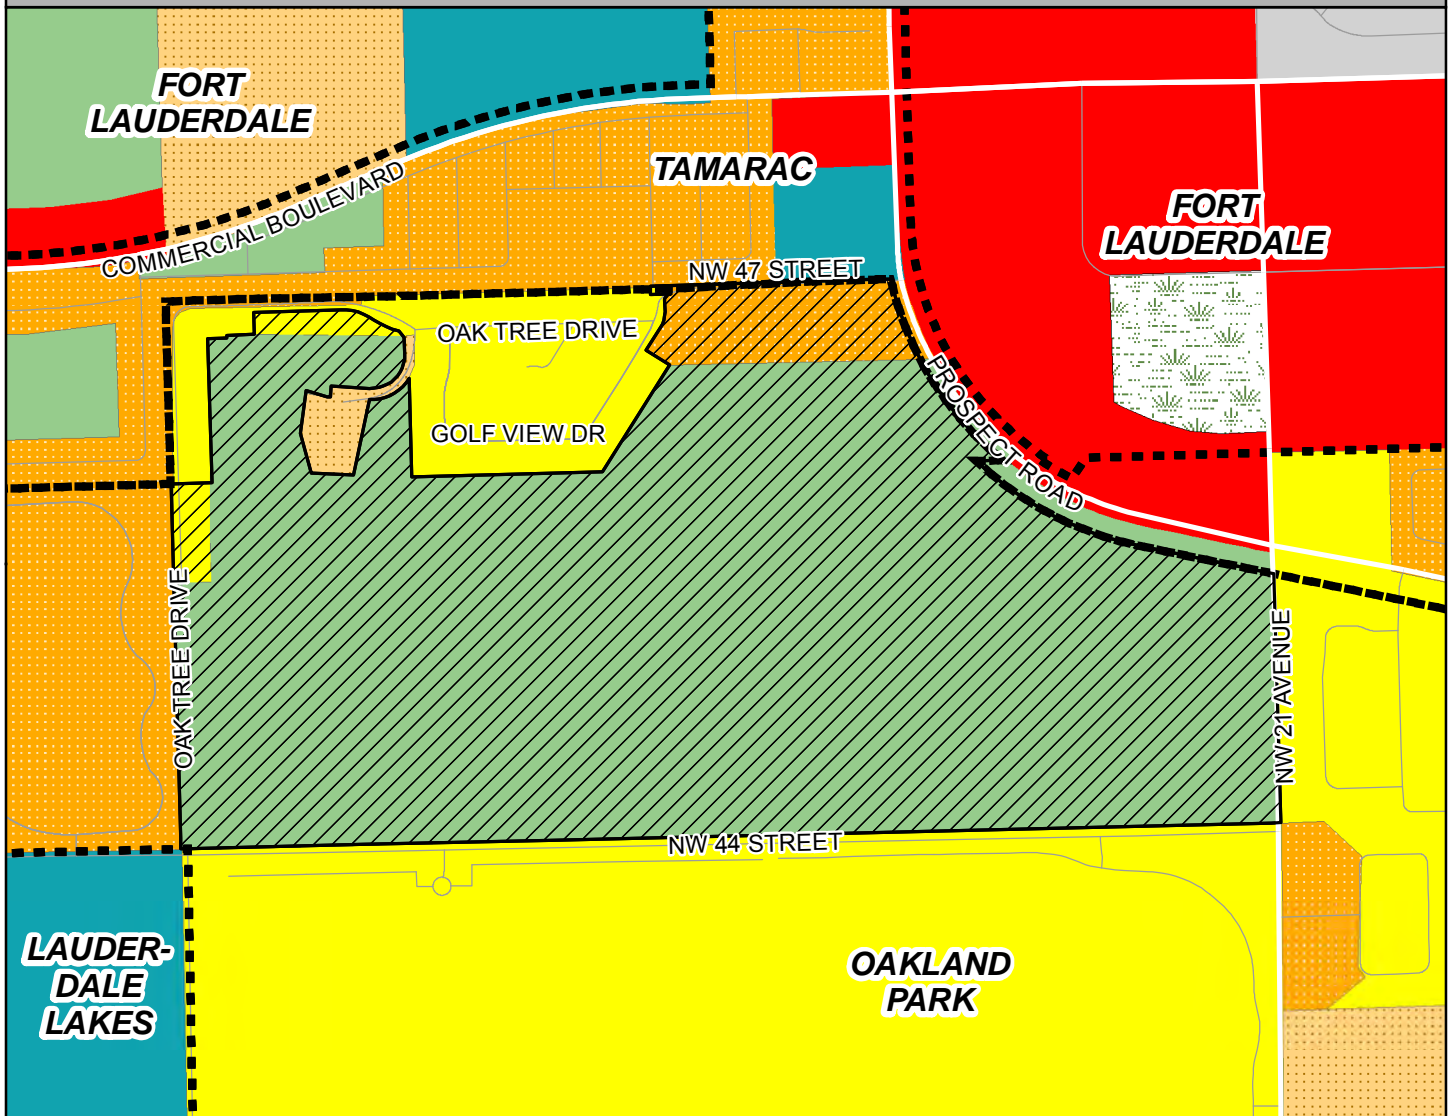 FORT
LAUDERDALE
COMMERCIAL BOULEVARD
TAMARAC
FORT
LAUDERDALE
NW 47 STREET
OAK TREE DRIVE
GOLF VIEW DR
PROSPECT ROAD
OAK TREE DRIVE
NW 21 AVENUE
NW 44 STREET
LAUDER-
DALE
LAKES
OAKLAND
PARK